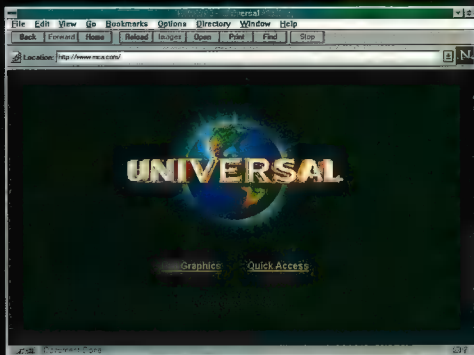 File Edit View Go Bookmarks Options Directory Window Help
Back Forward Home Reload Images Open Print Find Stop
Location: http://www.mca.com/
N
UNIVERSAL
Graphics Quick Access